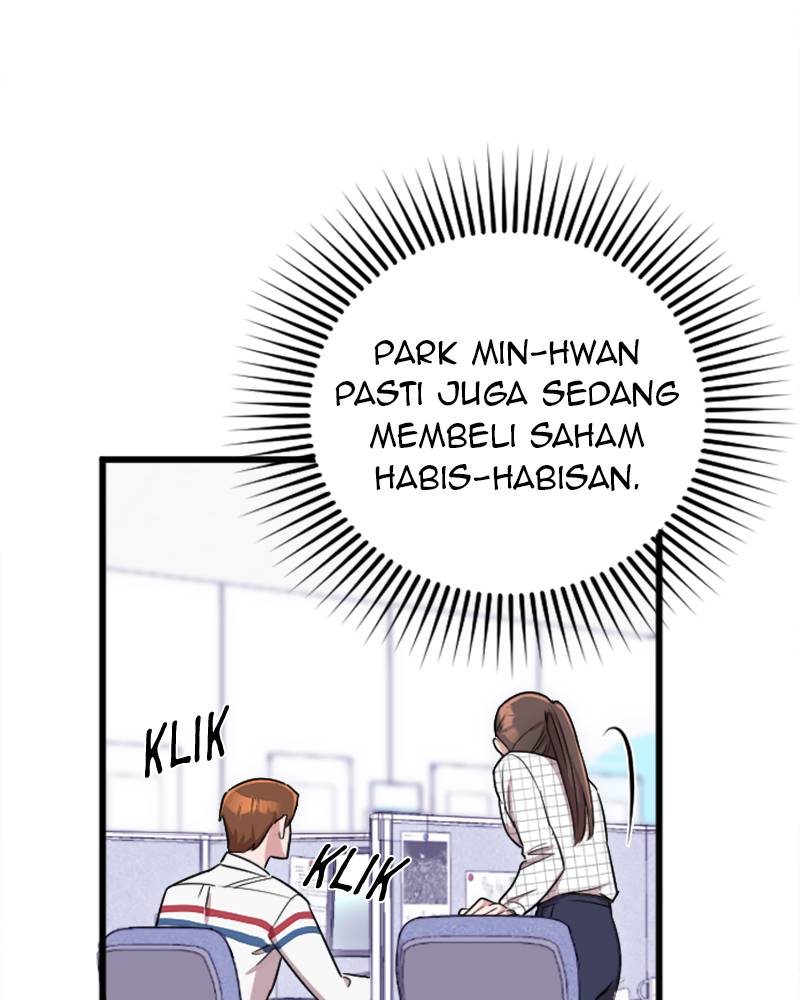 PARK MIN-HWAN
PASTI JUGA SEDANG
MEMBELI SAHAM
HABIS-HABISAN.
KLIK
KLIK